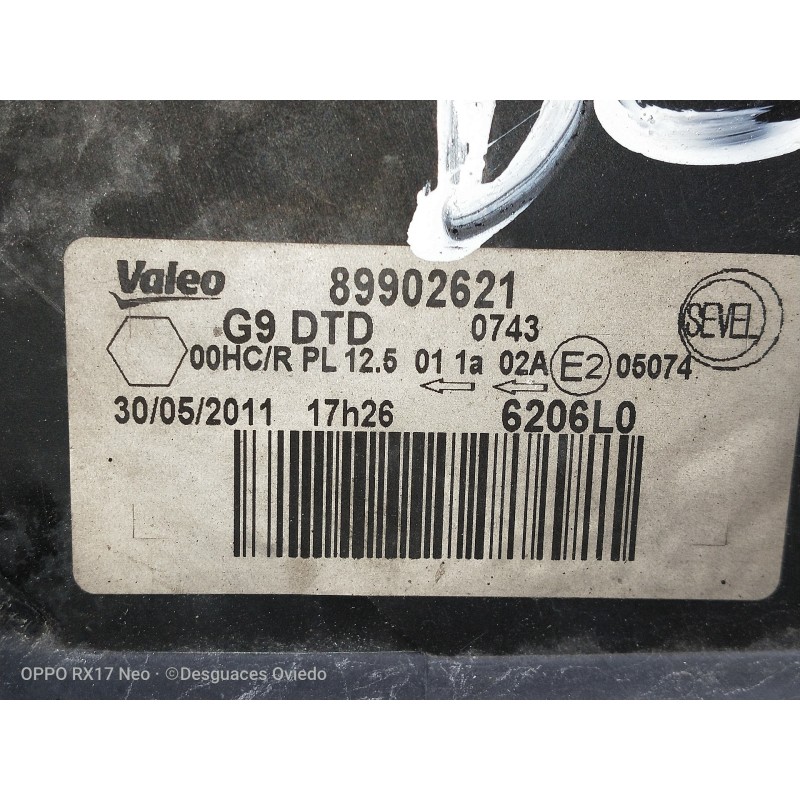 Valeo 89902621
G9 DTD 0743 SEVEL
00HC/R PL 12.5 01 1a 02A E2 05074
30/05/2011 17h26 6206L0
OPPO RX17 Neo · ©Desguaces Oviedo